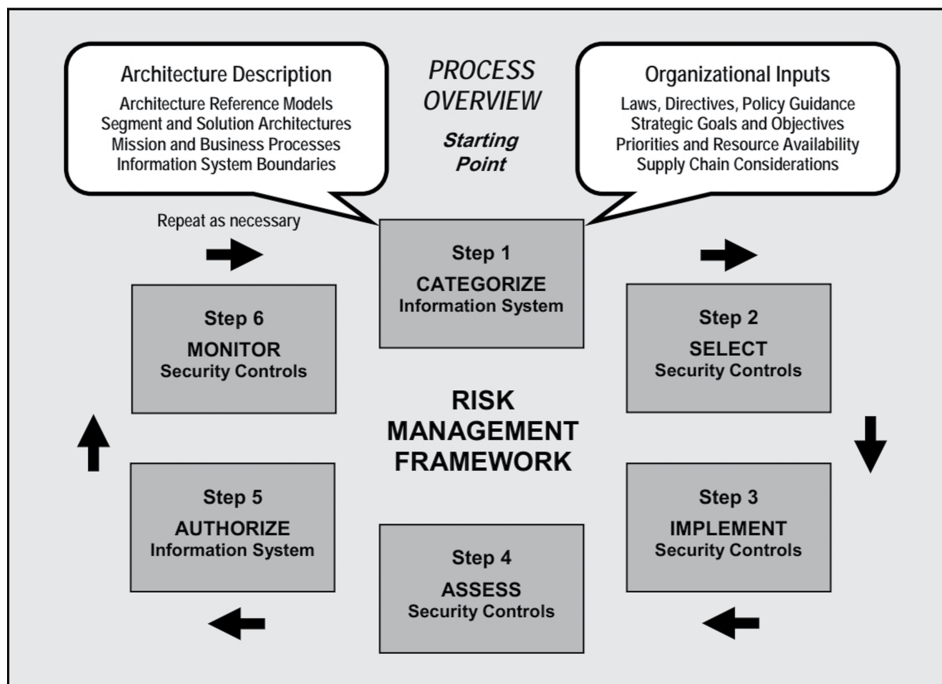 Architecture Description
Architecture Reference Models
Segment and Solution Architectures
Mission and Business Processes
Information System Boundaries
PROCESS
OVERVIEW
Starting
Point
Organizational Inputs
Laws, Directives, Policy Guidance
Strategic Goals and Objectives
Priorities and Resource Availability
Supply Chain Considerations
Repeat as necessary
Step 1
CATEGORIZE
Information System
Step 2
SELECT
Security Controls
Step 3
IMPLEMENT
Security Controls
Step 4
ASSESS
Security Controls
Step 5
AUTHORIZE
Information System
Step 6
MONITOR
Security Controls
RISK
MANAGEMENT
FRAMEWORK